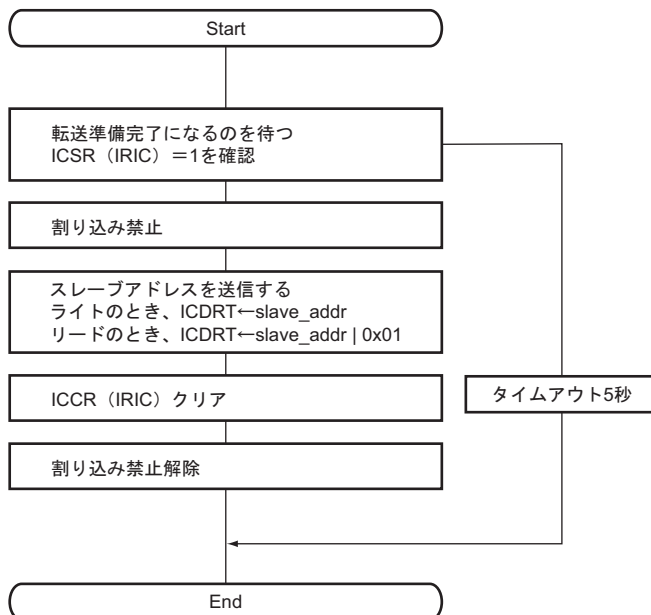 Start
転送準備完了になるのを待つ
ICSR（IRIC）＝1を確認
割り込み禁止
スレーブアドレスを送信する
ライトのとき、ICDRT←slave_addr
リードのとき、ICDRT←slave_addr | 0x01
ICCR（IRIC）クリア
タイムアウト5秒
割り込み禁止解除
End